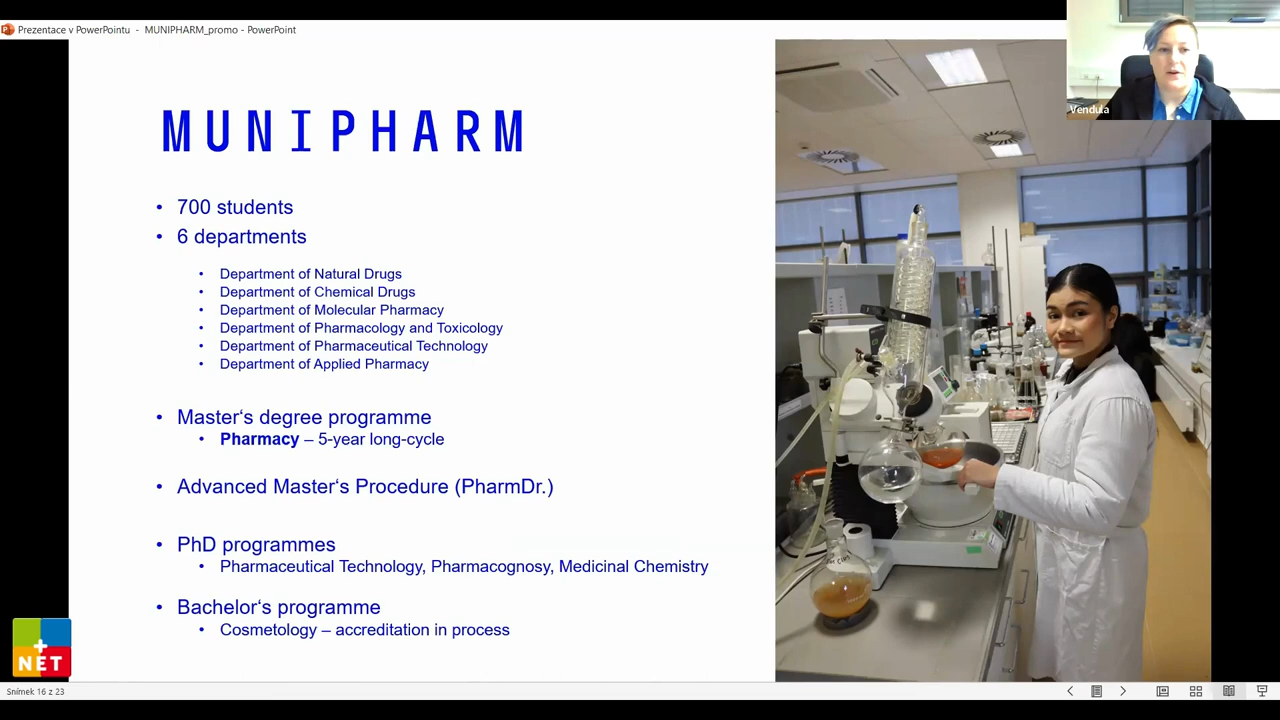 Prezentace v PowerPointu - MUNIPHARM_promo - PowerPoint
Vendula
MUNIPHARM
• 700 students
• 6 departments
• Department of Natural Drugs
• Department of Chemical Drugs
• Department of Molecular Pharmacy
• Department of Pharmacology and Toxicology
• Department of Pharmaceutical Technology
• Department of Applied Pharmacy
• Master‘s degree programme
• Pharmacy – 5-year long-cycle
• Advanced Master‘s Procedure (PharmDr.)
• PhD programmes
• Pharmaceutical Technology, Pharmacognosy, Medicinal Chemistry
• Bachelor‘s programme
• Cosmetology – accreditation in process
+
NET
Snímek 16 z 23